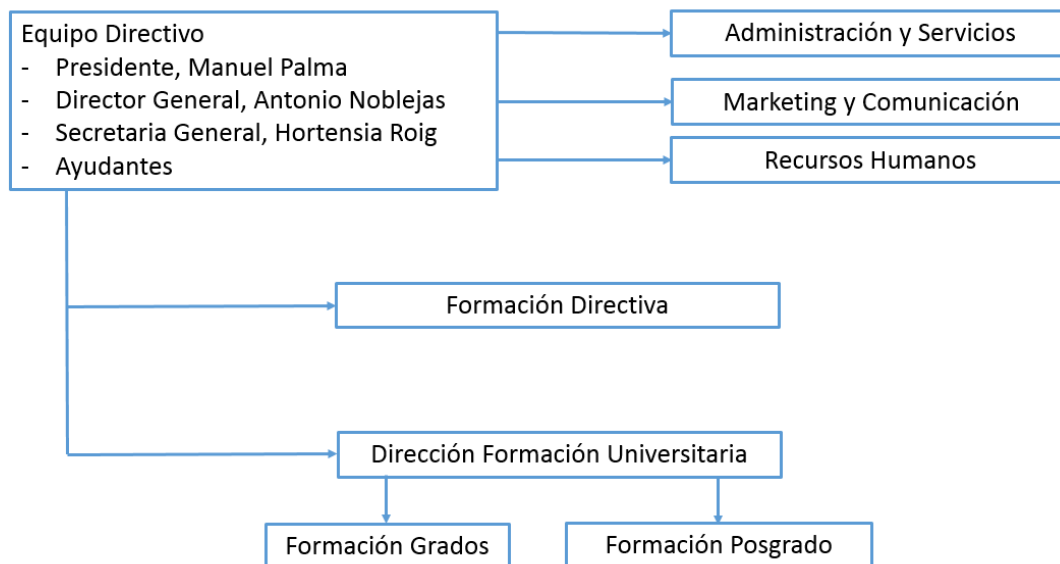 Equipo Directivo
- Presidente, Manuel Palma
- Director General, Antonio Noblejas
- Secretaria General, Hortensia Roig
- Ayudantes
Administración y Servicios
Marketing y Comunicación
Recursos Humanos
Formación Directiva
Dirección Formación Universitaria
Formación Grados
Formación Posgrado